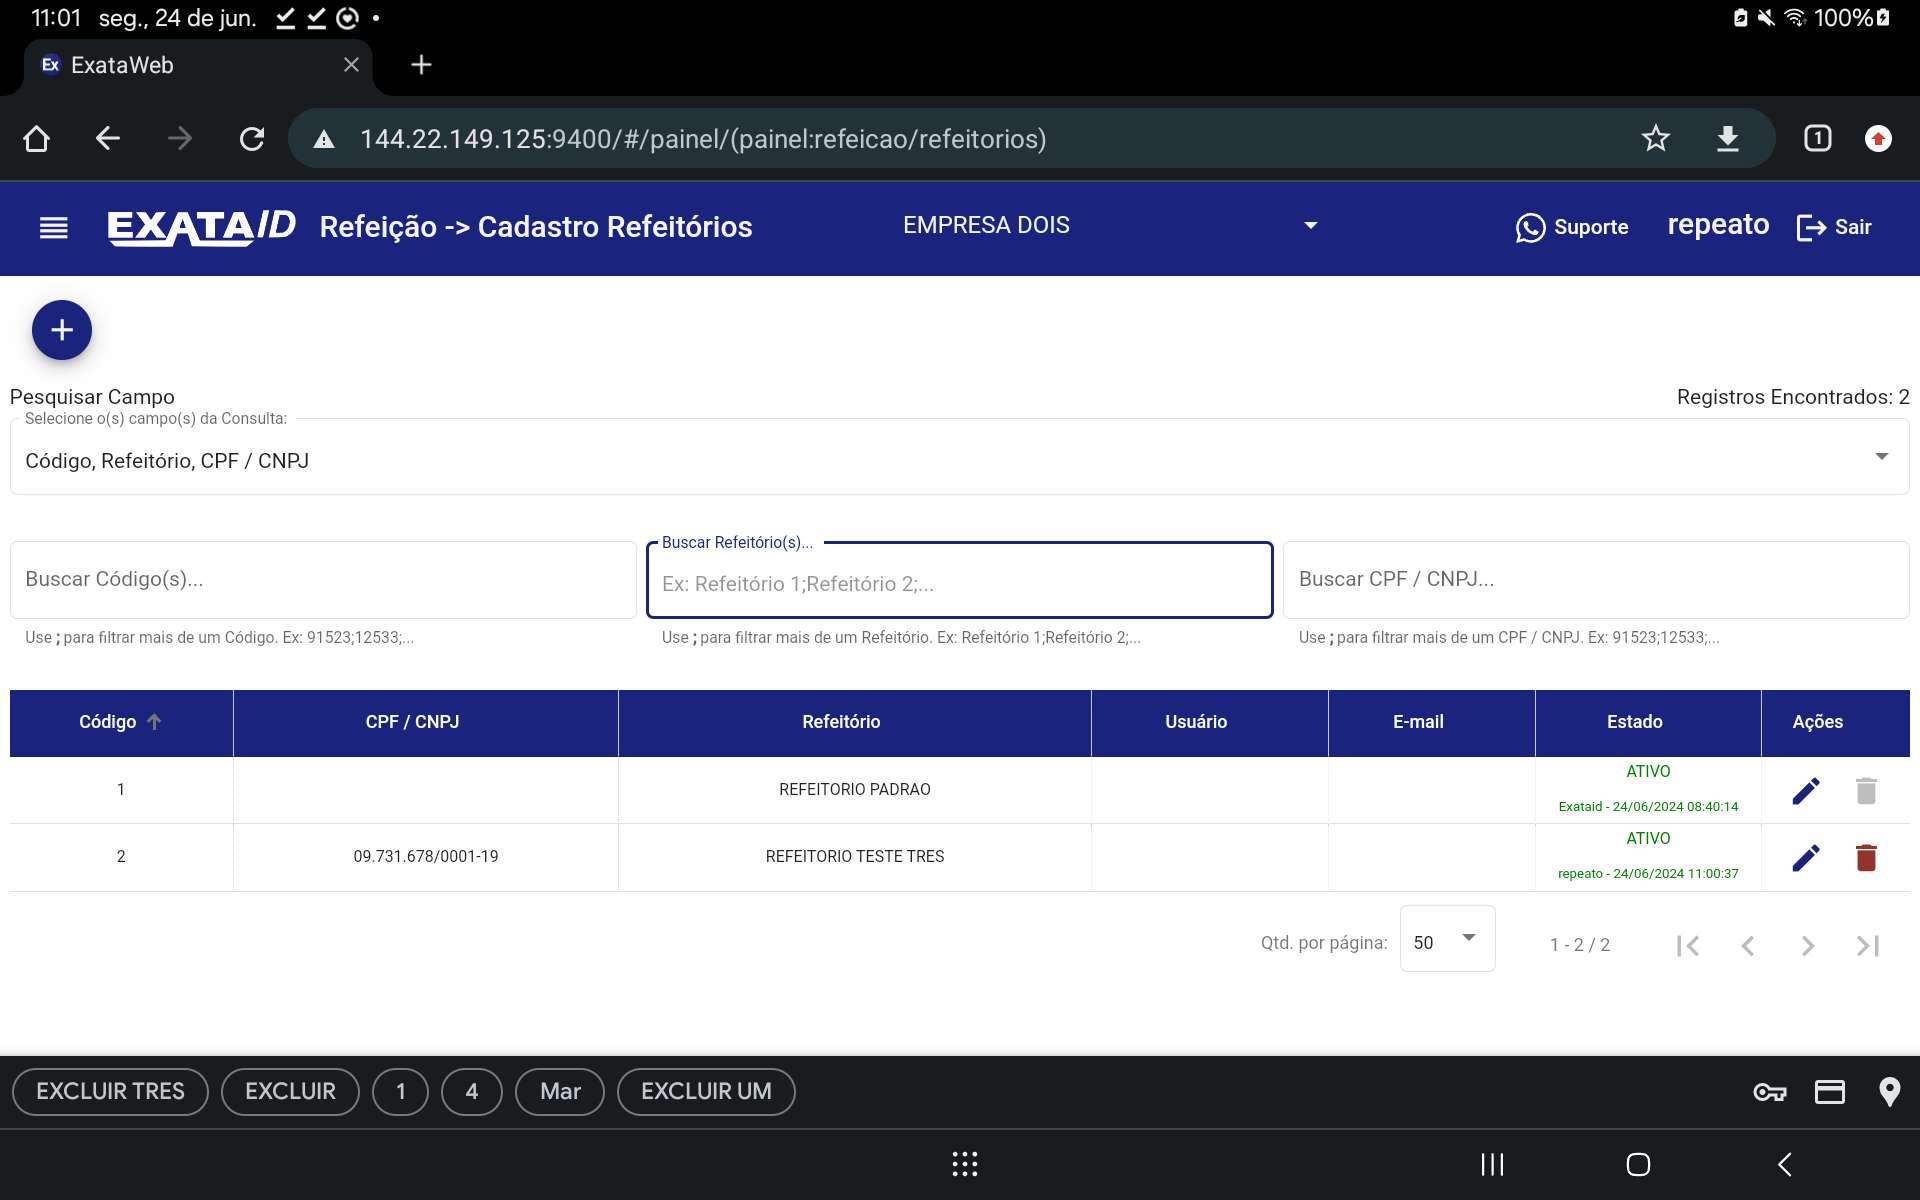 11:01 seg., 24 de jun.
100%
Ex ExataWeb
144.22.149.125:9400/#/painel/(painel:refeicao/refeitorios)
1
EXATAID Refeição -> Cadastro Refeitórios EMPRESA DOIS Suporte repeato Sair
Pesquisar Campo
Registros Encontrados: 2
Selecione o(s) campo(s) da Consulta:
Código, Refeitório, CPF / CNPJ
Buscar Refeitório(s)...
Buscar Código(s)... Ex: Refeitório 1;Refeitório 2;... Buscar CPF / CNPJ...
Use ; para filtrar mais de um Código. Ex: 91523;12533;... Use ; para filtrar mais de um Refeitório. Ex: Refeitório 1;Refeitório 2;... Use ; para filtrar mais de um CPF / CNPJ. Ex: 91523;12533;...
Código CPF / CNPJ Refeitório Usuário E-mail Estado Ações
1 REFEITORIO PADRAO ATIVO
Exataid - 24/06/2024 08:40:14
2 09.731.678/0001-19 REFEITORIO TESTE TRES ATIVO
repeato - 24/06/2024 11:00:37
Qtd. por página: 50 1 - 2 / 2
EXCLUIR TRES EXCLUIR 1 4 Mar EXCLUIR UM